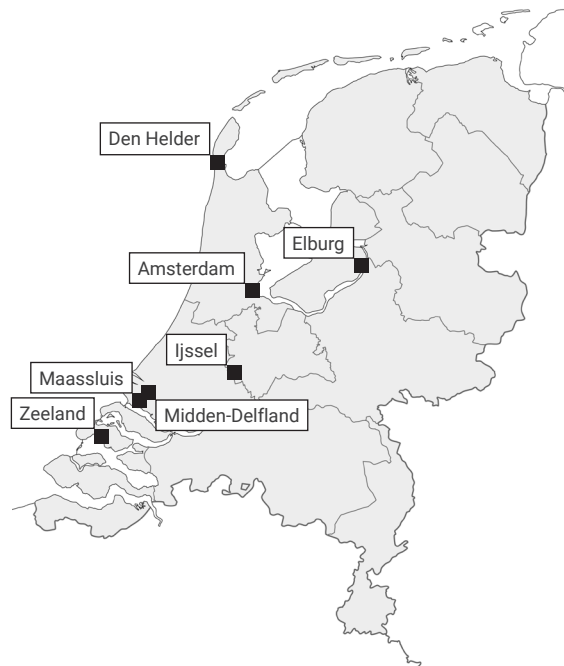 Den Helder
Elburg
Amsterdam
Ijssel
Maassluis
Zeeland
Midden-Delfland